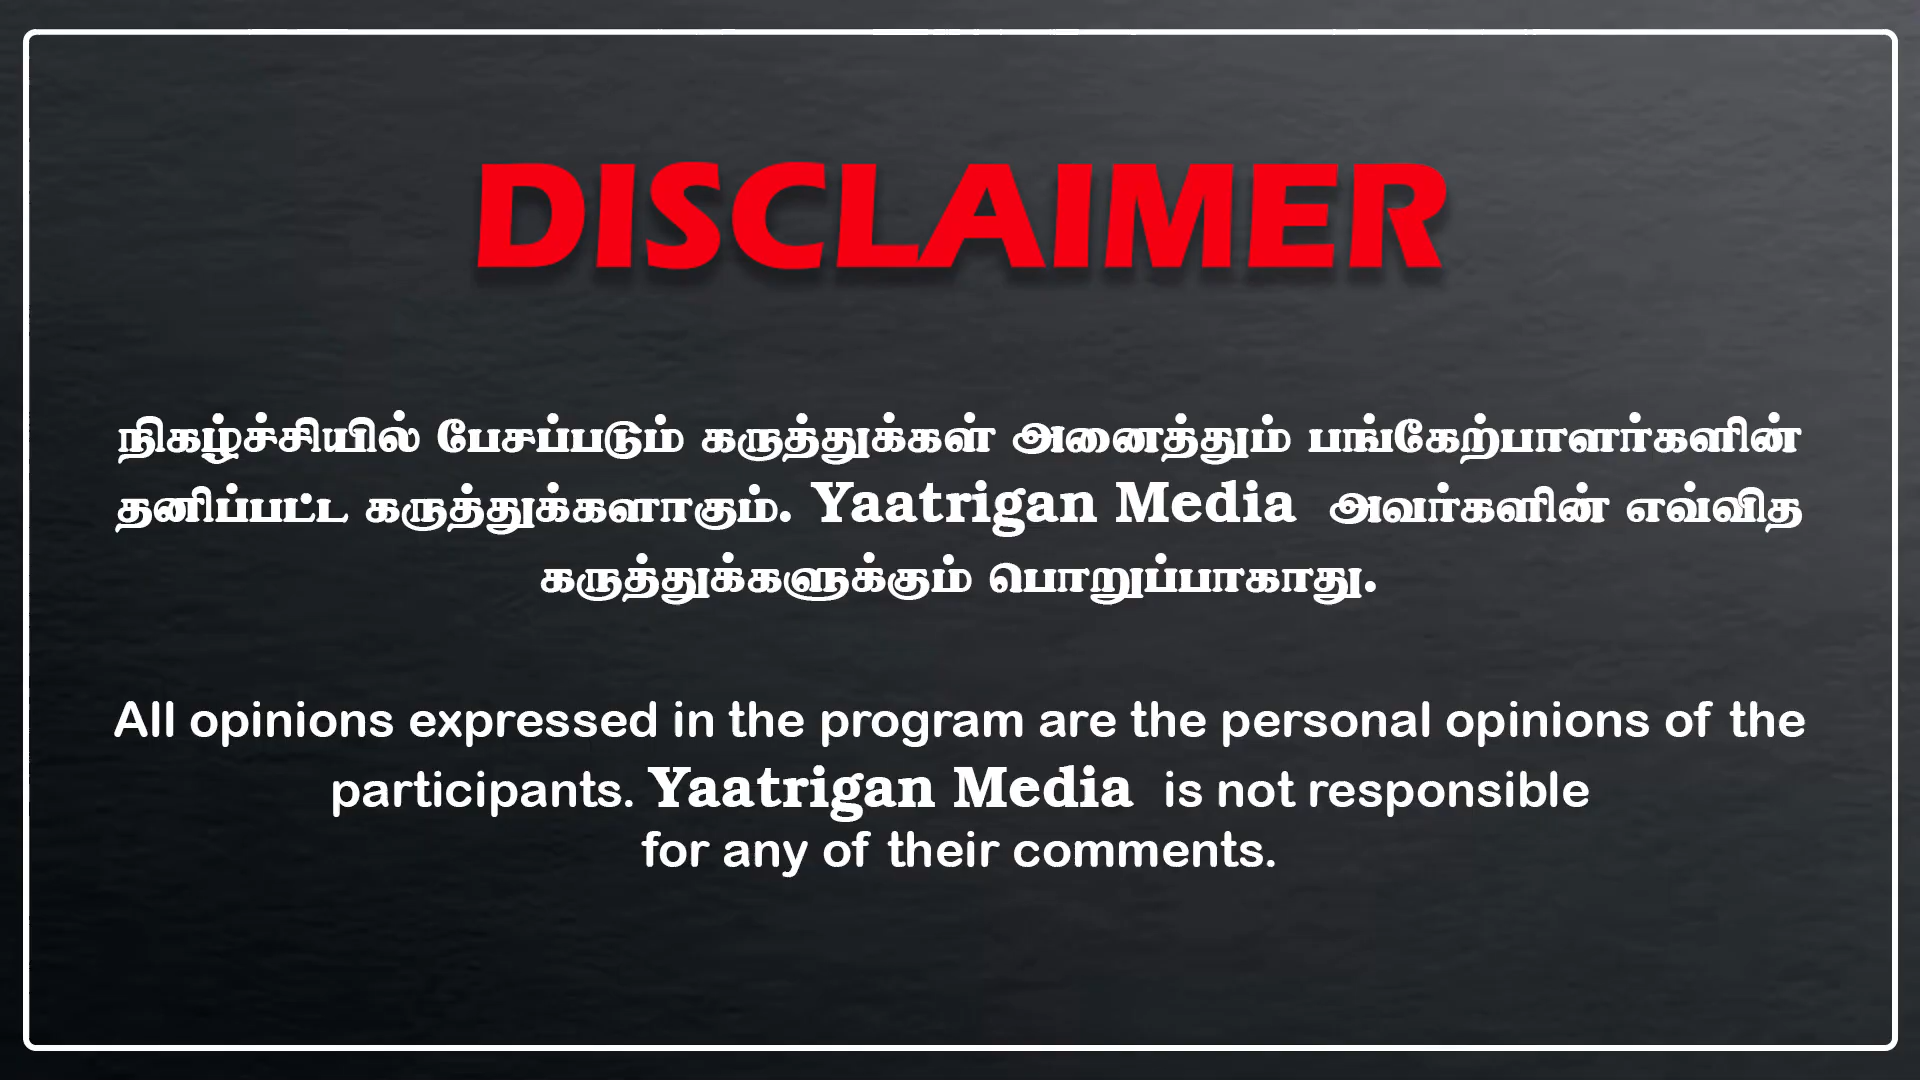 DISCLAIMER
நிகழ்ச்சியில் பேசப்படும் கருத்துக்கள் அனைத்தும் பங்கேற்பாளர்களின்
தனிப்பட்ட கருத்துக்களாகும். Yaatrigan Media அவர்களின் எவ்வித
கருத்துக்களுக்கும் பொறுப்பாகாது.
All opinions expressed in the program are the personal opinions of the
participants. Yaatrigan Media is not responsible
for any of their comments.